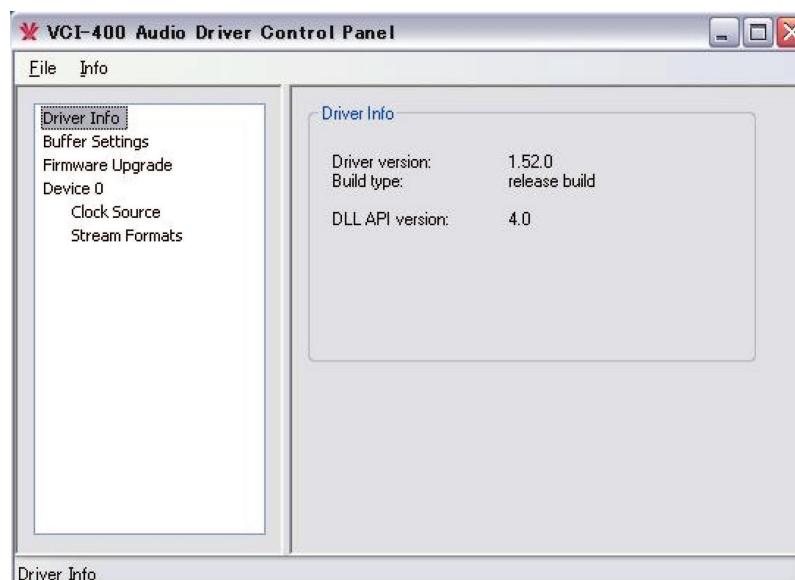 VCI-400 Audio Driver Control Panel
File Info
Driver Info
Buffer Settings
Firmware Upgrade
Device 0
Clock Source
Stream Formats
Driver Info
Driver version: 1.52.0
Build type: release build
DLL API version: 4.0
Driver Info